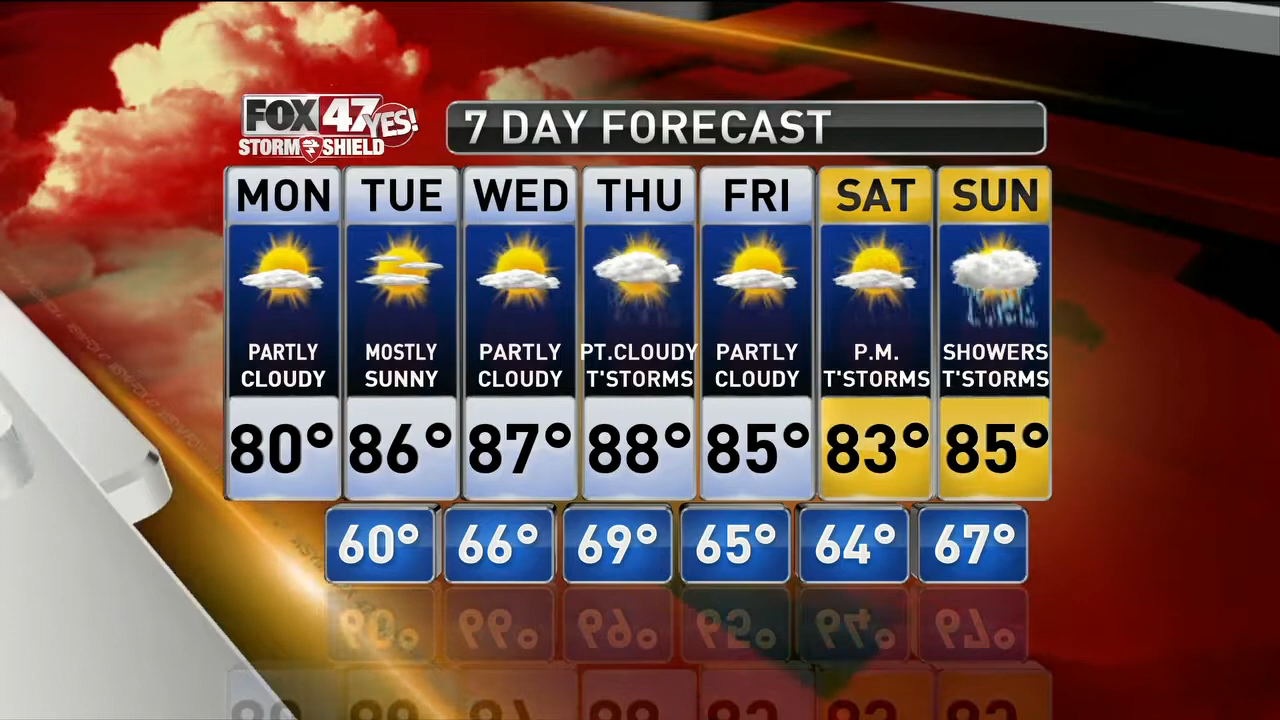 FOX 47 YES!
STORM SHIELD
7 DAY FORECAST
MON TUE WED THU FRI SAT SUN
PARTLY MOSTLY PARTLY PT.CLOUDY PARTLY P.M. SHOWERS
CLOUDY SUNNY CLOUDY T'STORMS CLOUDY T'STORMS T'STORMS
80° 86° 87° 88° 85° 83° 85°
60° 66° 69° 65° 64° 67°